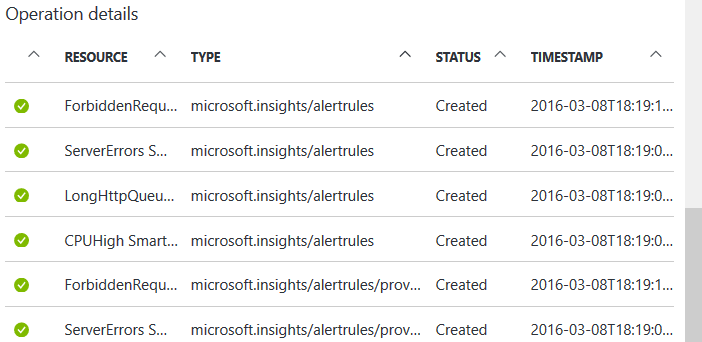 Operation details
RESOURCE TYPE STATUS TIMESTAMP
ForbiddenRequ... microsoft.insights/alertrules Created 2016-03-08T18:19:1...
ServerErrors S... microsoft.insights/alertrules Created 2016-03-08T18:19:0...
LongHttpQueu... microsoft.insights/alertrules Created 2016-03-08T18:19:0...
CPUHigh Smart... microsoft.insights/alertrules Created 2016-03-08T18:19:0...
ForbiddenRequ... microsoft.insights/alertrules/prov... Created 2016-03-08T18:19:1...
ServerErrors S... microsoft.insights/alertrules/prov... Created 2016-03-08T18:19:0...